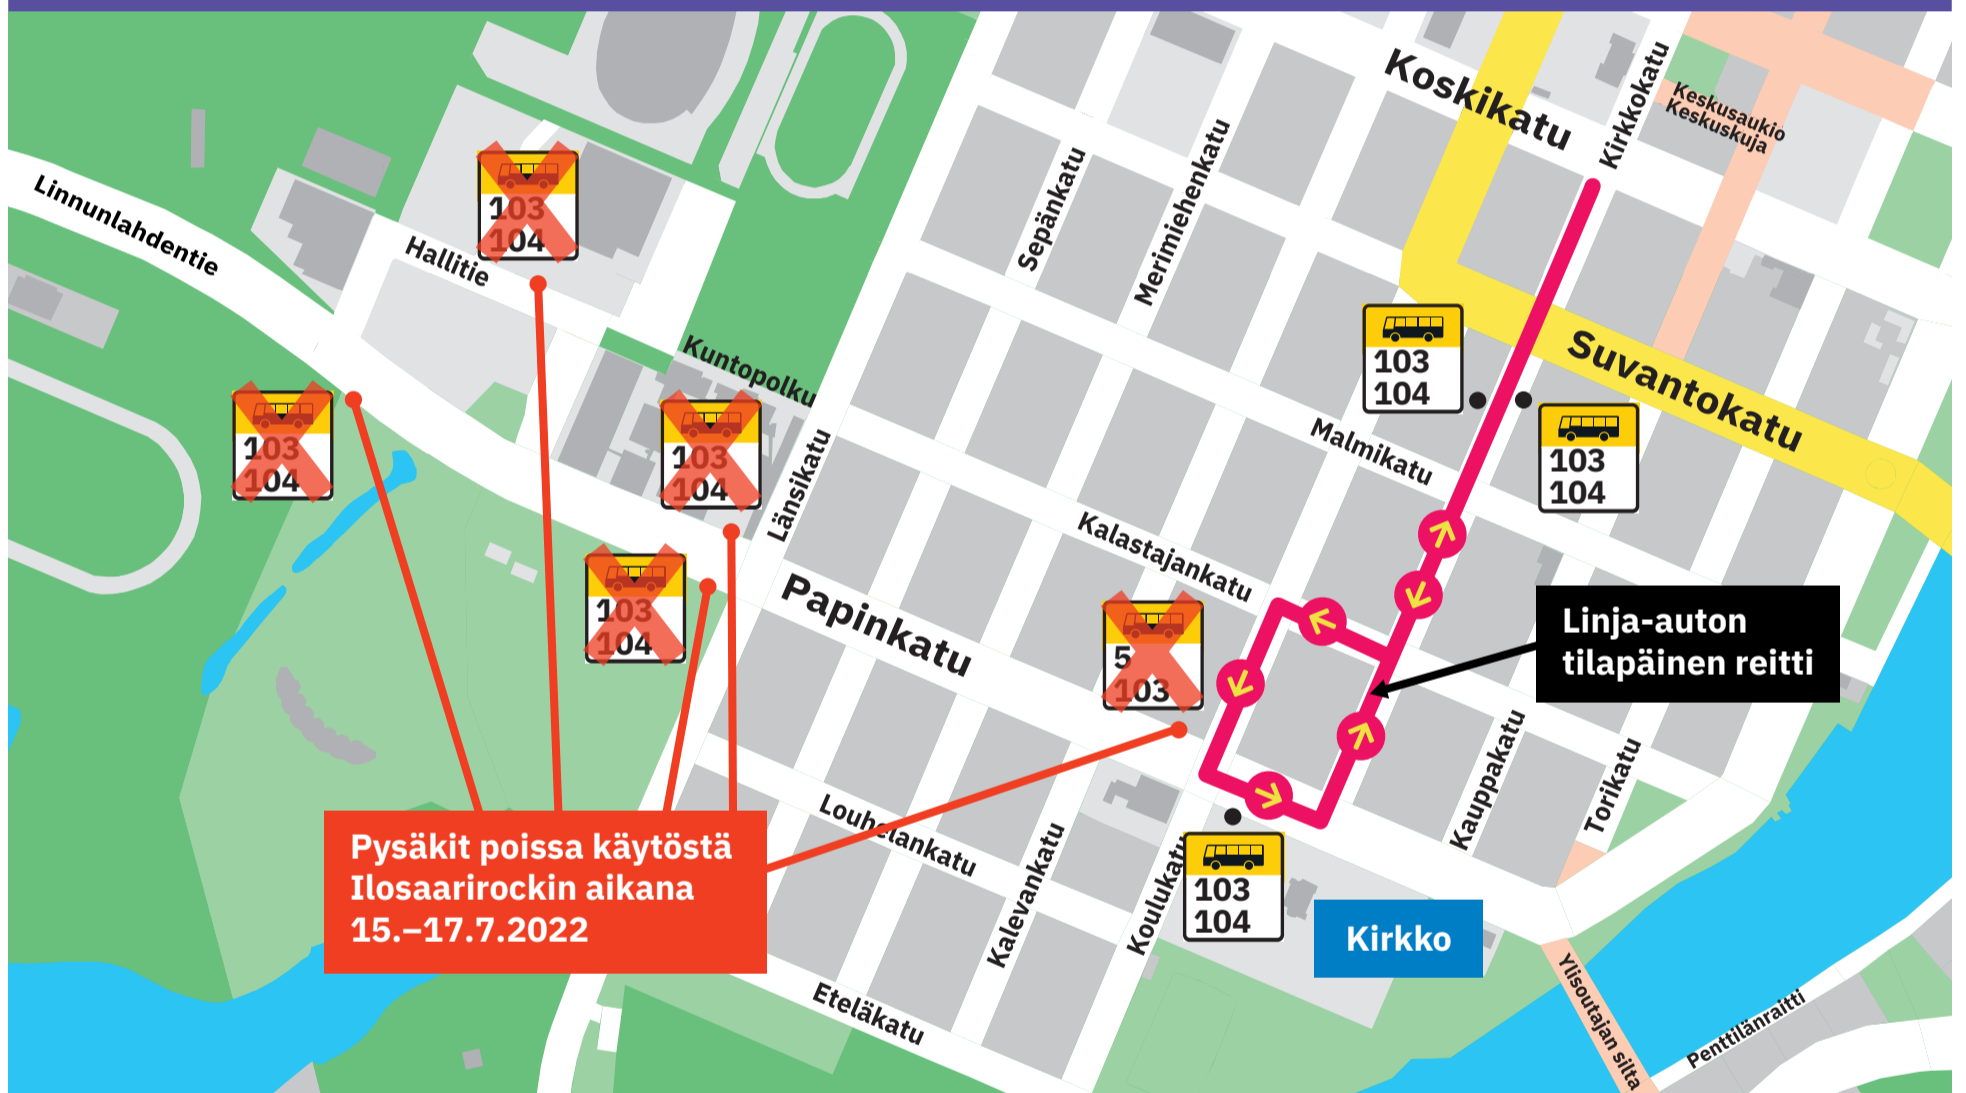 Koskikatu
Kirkkokatu
Keskusaukio
Keskuskuja
103
104
Linnunlahdentie
Hallitie
Sepänkatu
Merimiehenkatu
Kuntopolku
103
104
Suvantokatu
103
104
103
104
103
104
Länsikatu
Malmikatu
103
104
Kalastajankatu
Papinkatu
5
103
Linja-auton
tilapäinen reitti
Kauppakatu
Torikatu
Louhelankatu
Kalevankatu
Koulukatu
Pysäkit poissa käytöstä
Ilosaarirockin aikana
15.–17.7.2022
103
104
Kirkko
Eteläkatu
Ylisoutajan silta
Penttilänraitti